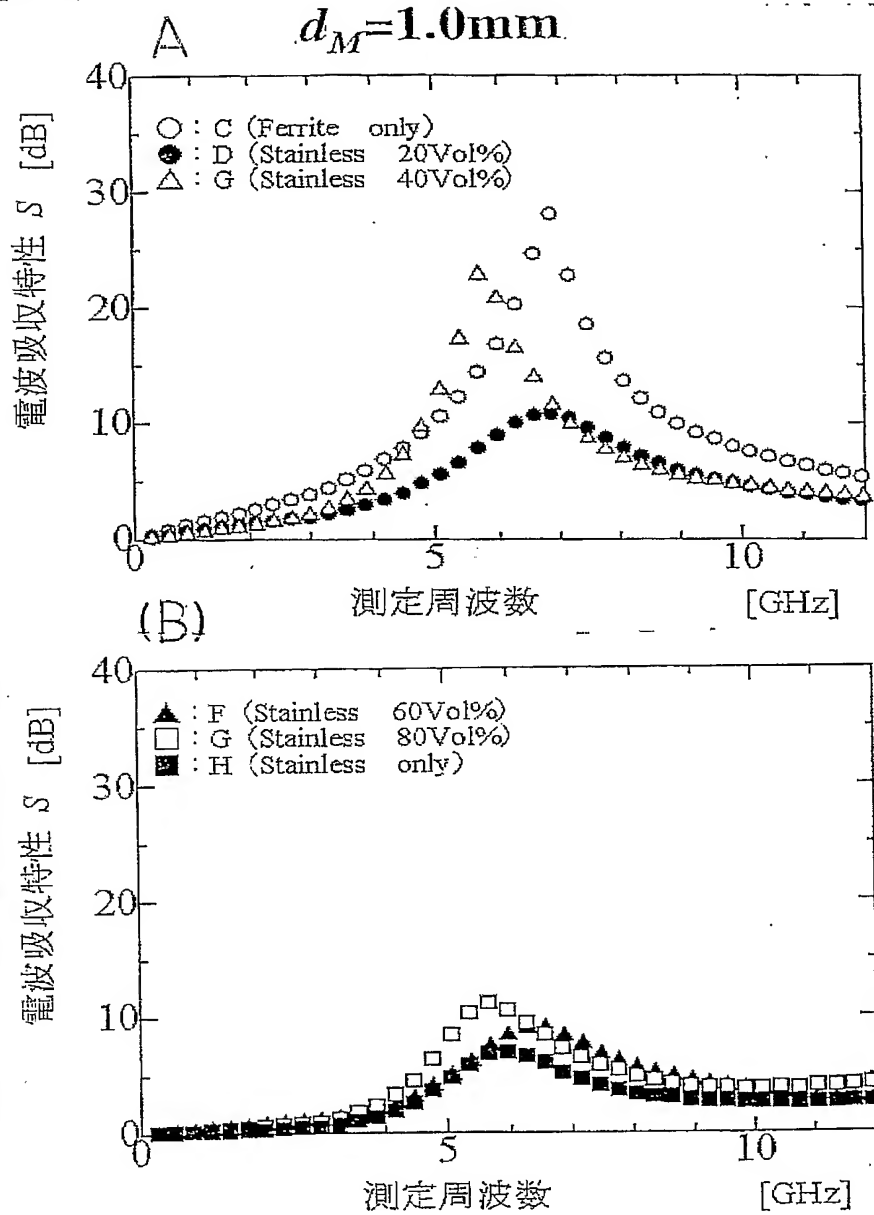 A d_M=1.0mm
電波吸収特性 S [dB]
40
30
20
10
0
○ : C (Ferrite only)
● : D (Stainless 20Vol%)
△ : G (Stainless 40Vol%)
0 5 10
測定周波数 [GHz]
(B)
電波吸収特性 S [dB]
40
30
20
10
0
▲ : F (Stainless 60Vol%)
□ : G (Stainless 80Vol%)
■ : H (Stainless only)
0 5 10
測定周波数 [GHz]